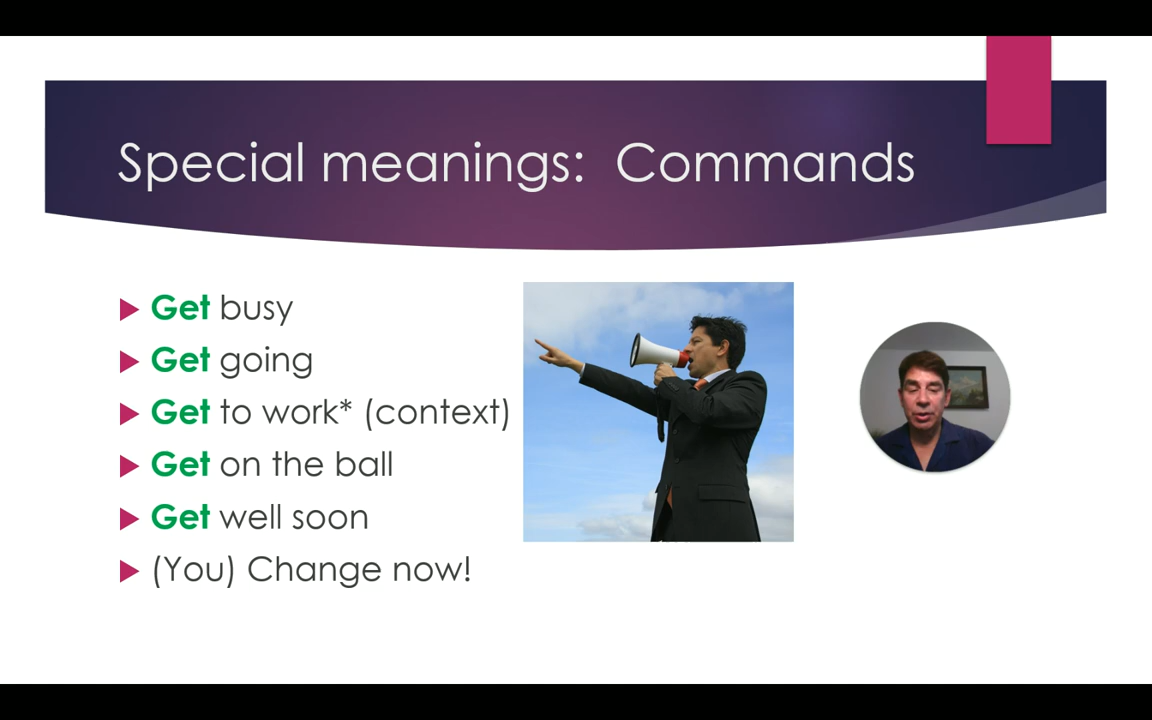 Special meanings: Commands
Get busy
Get going
Get to work* (context)
Get on the ball
Get well soon
(You) Change now!